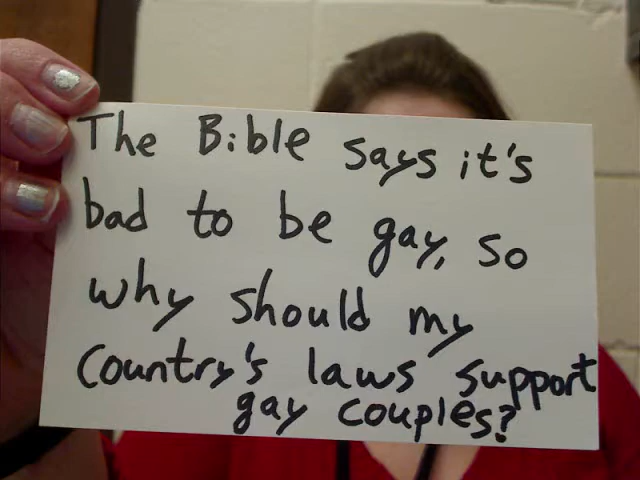 The Bible says it's
bad to be gay, so
why should my
country's laws support
gay couples?